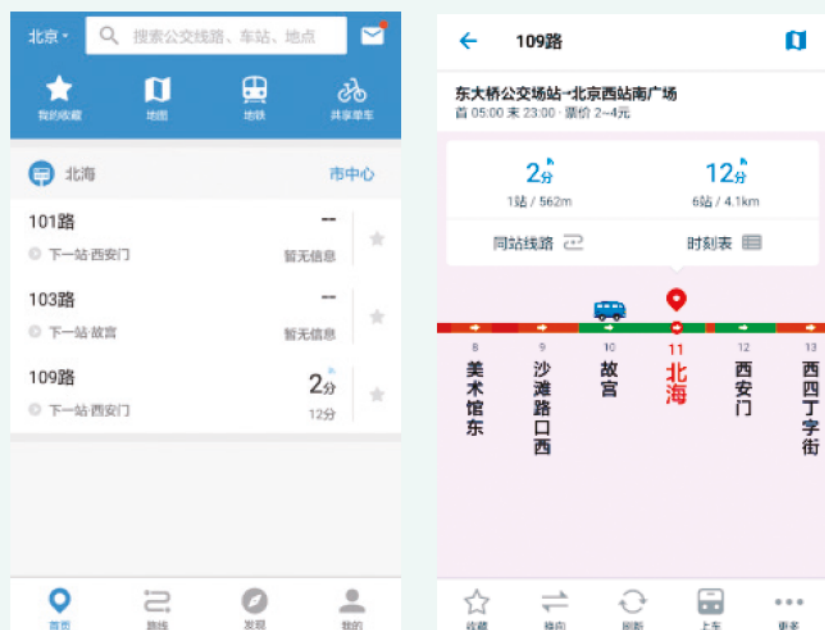 北京
搜索公交线路、车站、地点
我的收藏
地图
地铁
共享单车
北海
市中心
101路
--
下一站·西安门
暂无信息
103路
--
下一站·故宫
暂无信息
109路
2分
下一站·西安门
12分
首页
路线
发现
我的
109路
东大桥公交场站→北京西站南广场
首 05:00 末 23:00 · 票价 2~4元
2分
12分
1站 / 562m
6站 / 4.1km
同站线路
时刻表
8
9
10
11
12
13
美术馆东
沙滩路口西
故宫
北海
西安门
西四丁字街
收藏
换向
刷新
上车
更多